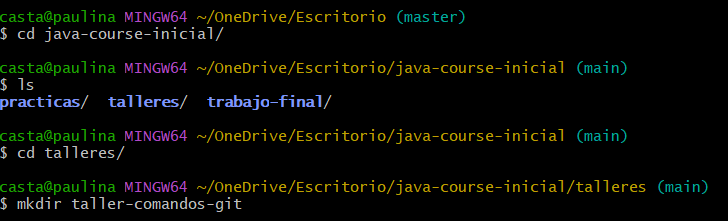 casta@paulina MINGW64 ~/OneDrive/Escritorio (master)
$ cd java-course-inicial/
casta@paulina MINGW64 ~/OneDrive/Escritorio/java-course-inicial (main)
$ ls
practicas/  talleres/  trabajo-final/
casta@paulina MINGW64 ~/OneDrive/Escritorio/java-course-inicial (main)
$ cd talleres/
casta@paulina MINGW64 ~/OneDrive/Escritorio/java-course-inicial/talleres (main)
$ mkdir taller-comandos-git